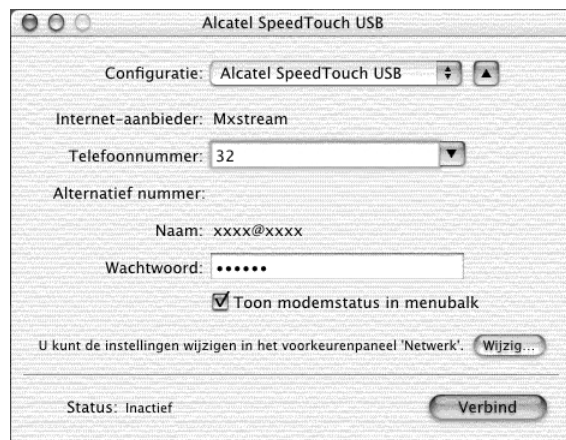 Alcatel SpeedTouch USB
Configuratie: Alcatel SpeedTouch USB
Internet-aanbieder: Mxstream
Telefoonnummer: 32
Alternatief nummer:
Naam: xxxx@xxxx
Wachtwoord: ••••••
Toon modemstatus in menubalk
U kunt de instellingen wijzigen in het voorkeurenpaneel 'Netwerk'. Wijzig...
Status: Inactief Verbind